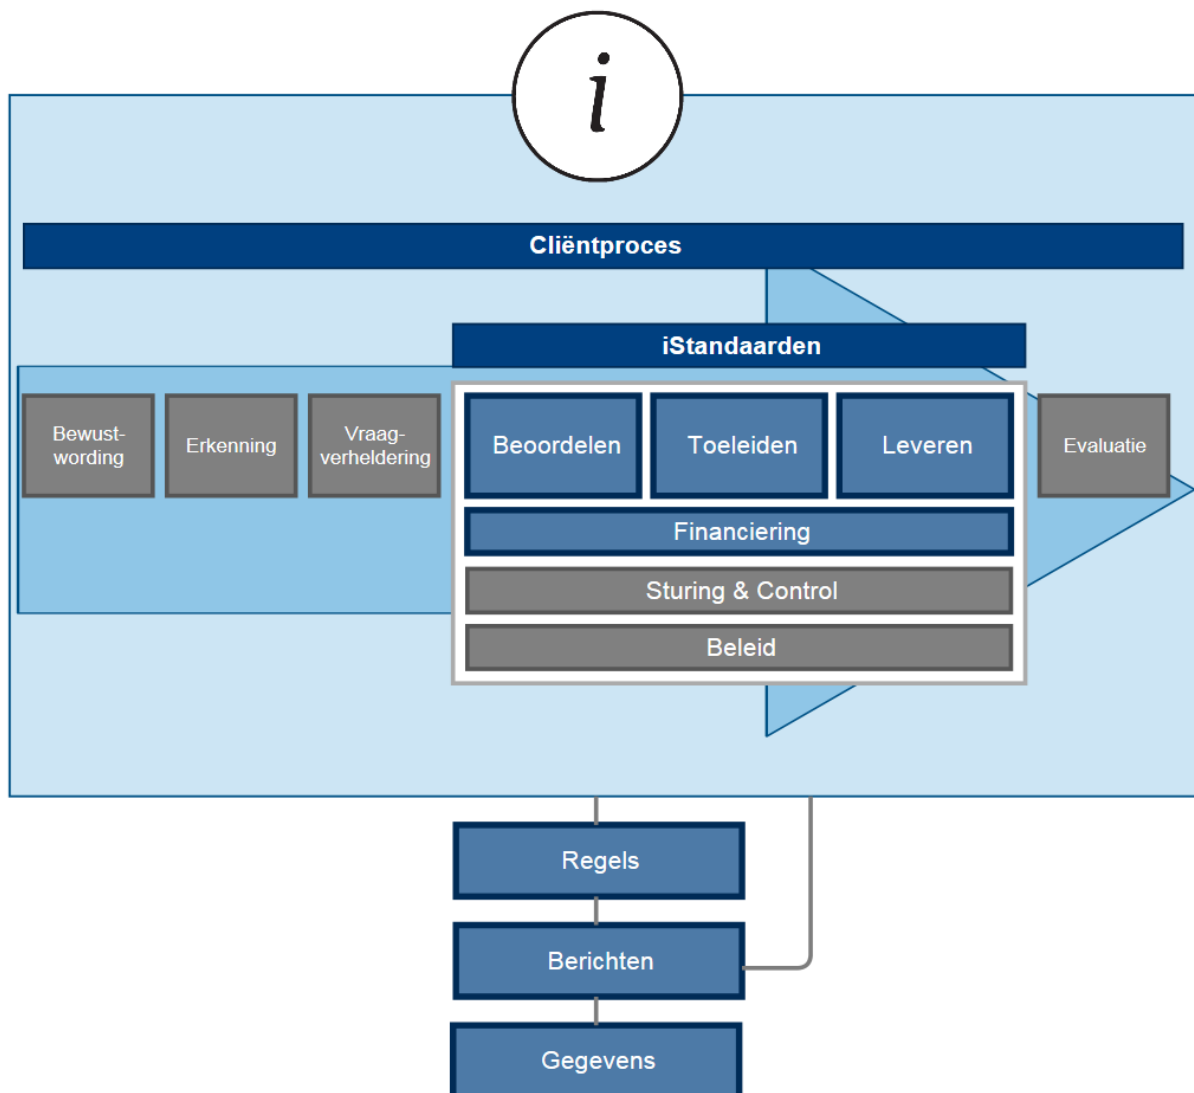 i
Cliëntproces
iStandaarden
Bewust-
wording
Erkenning
Vraag-
verheldering
Beoordelen
Toeleiden
Leveren
Evaluatie
Financiering
Sturing & Control
Beleid
Regels
Berichten
Gegevens